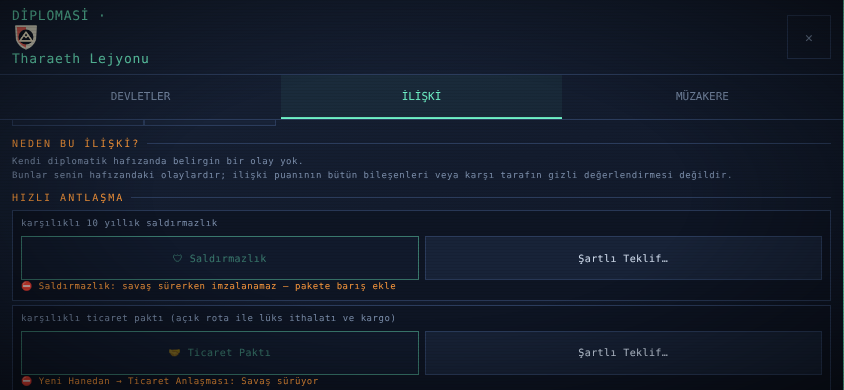 DİPLOMASİ ·
Tharaeth Lejyonu
×
DEVLETLER
İLİŞKİ
MÜZAKERE
NEDEN BU İLİŞKİ?
Kendi diplomatik hafızanda belirgin bir olay yok.
Bunlar senin hafızandaki olaylardır; ilişki puanının bütün bileşenleri veya karşı tarafın gizli değerlendirmesi değildir.
HIZLI ANTLAŞMA
karşılıklı 10 yıllık saldırmazlık
Saldırmazlık
Şartlı Teklif…
Saldırmazlık: savaş sürerken imzalanamaz — pakete barış ekle
karşılıklı ticaret paktı (açık rota ile lüks ithalatı ve kargo)
Ticaret Paktı
Şartlı Teklif…
Yeni Hanedan → Ticaret Anlaşması: Savaş sürüyor